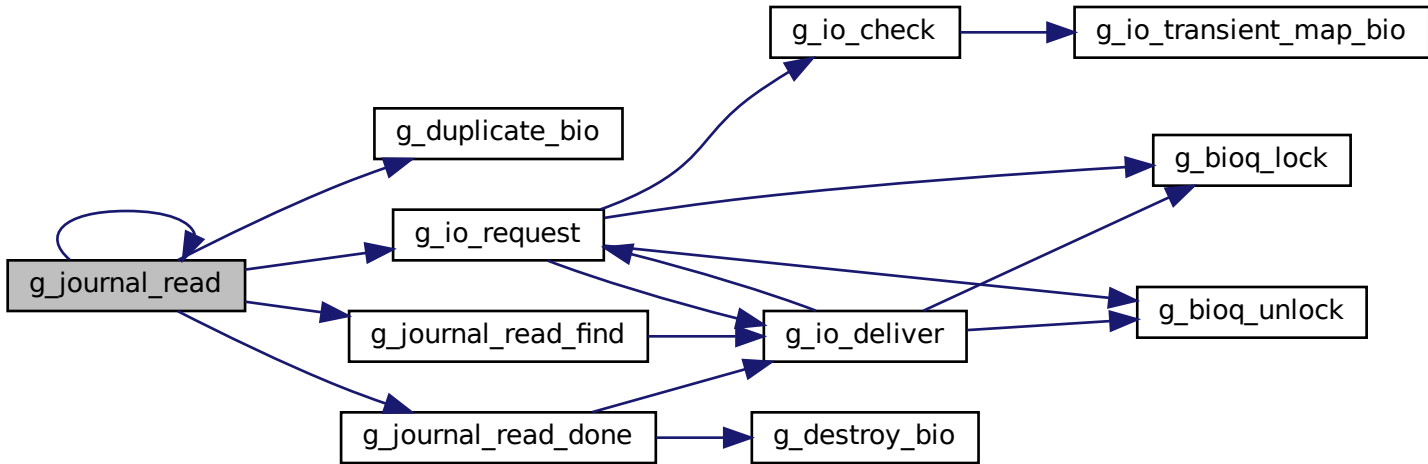 g_io_check
g_io_transient_map_bio
g_duplicate_bio
g_bioq_lock
g_io_request
g_journal_read
g_bioq_unlock
g_journal_read_find
g_io_deliver
g_journal_read_done
g_destroy_bio